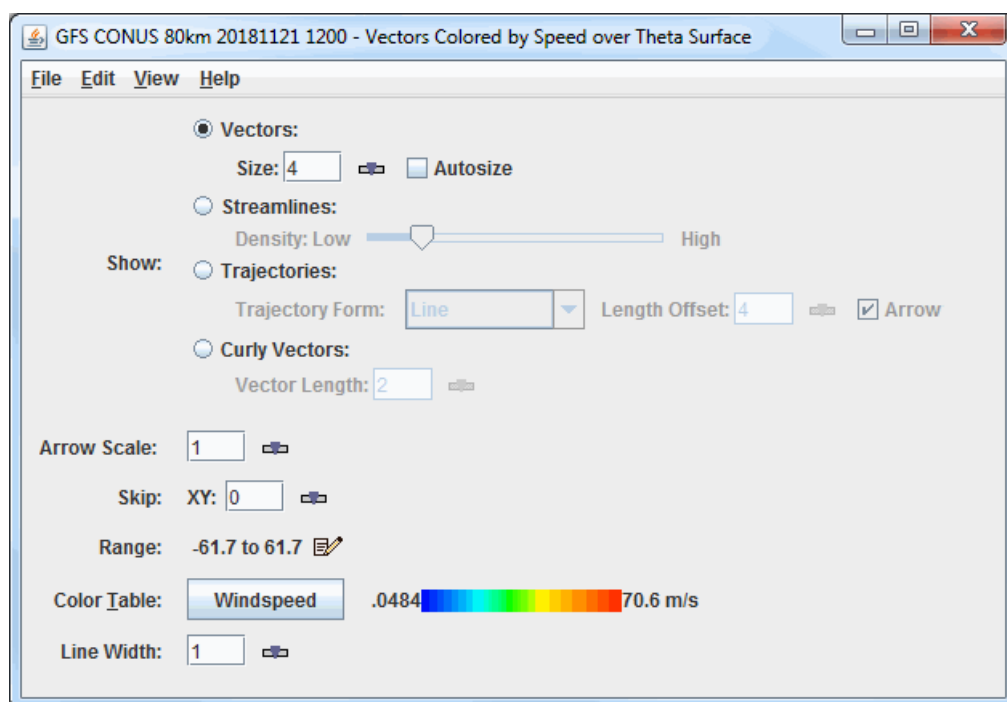 GFS CONUS 80km 20181121 1200 - Vectors Colored by Speed over Theta Surface
File Edit View Help
Vectors:
Size: 4 Autosize
Streamlines:
Density: Low High
Show:
Trajectories:
Trajectory Form: Line Length Offset: 4 Arrow
Curly Vectors:
Vector Length: 2
Arrow Scale: 1
Skip: XY: 0
Range: -61.7 to 61.7
Color Table: Windspeed .0484 70.6 m/s
Line Width: 1